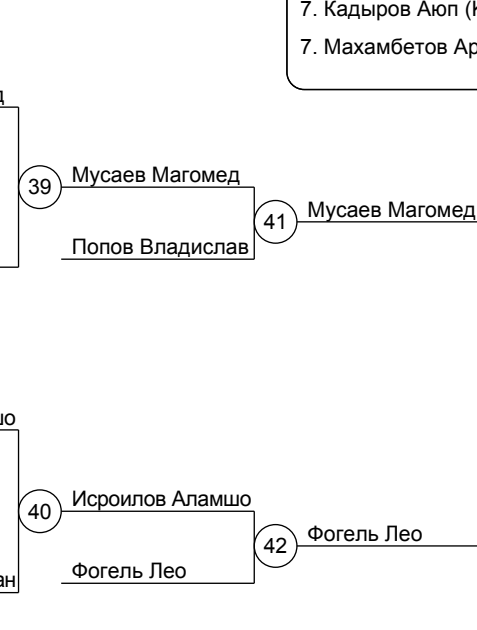 7. Кадыров Аюп (
7. Махамбетов
39
Мусаев Магомед
41
Мусаев Магомед
Попов Владислав
40
Исроилов Аламшо
42
Фогель Лео
Фогель Лео